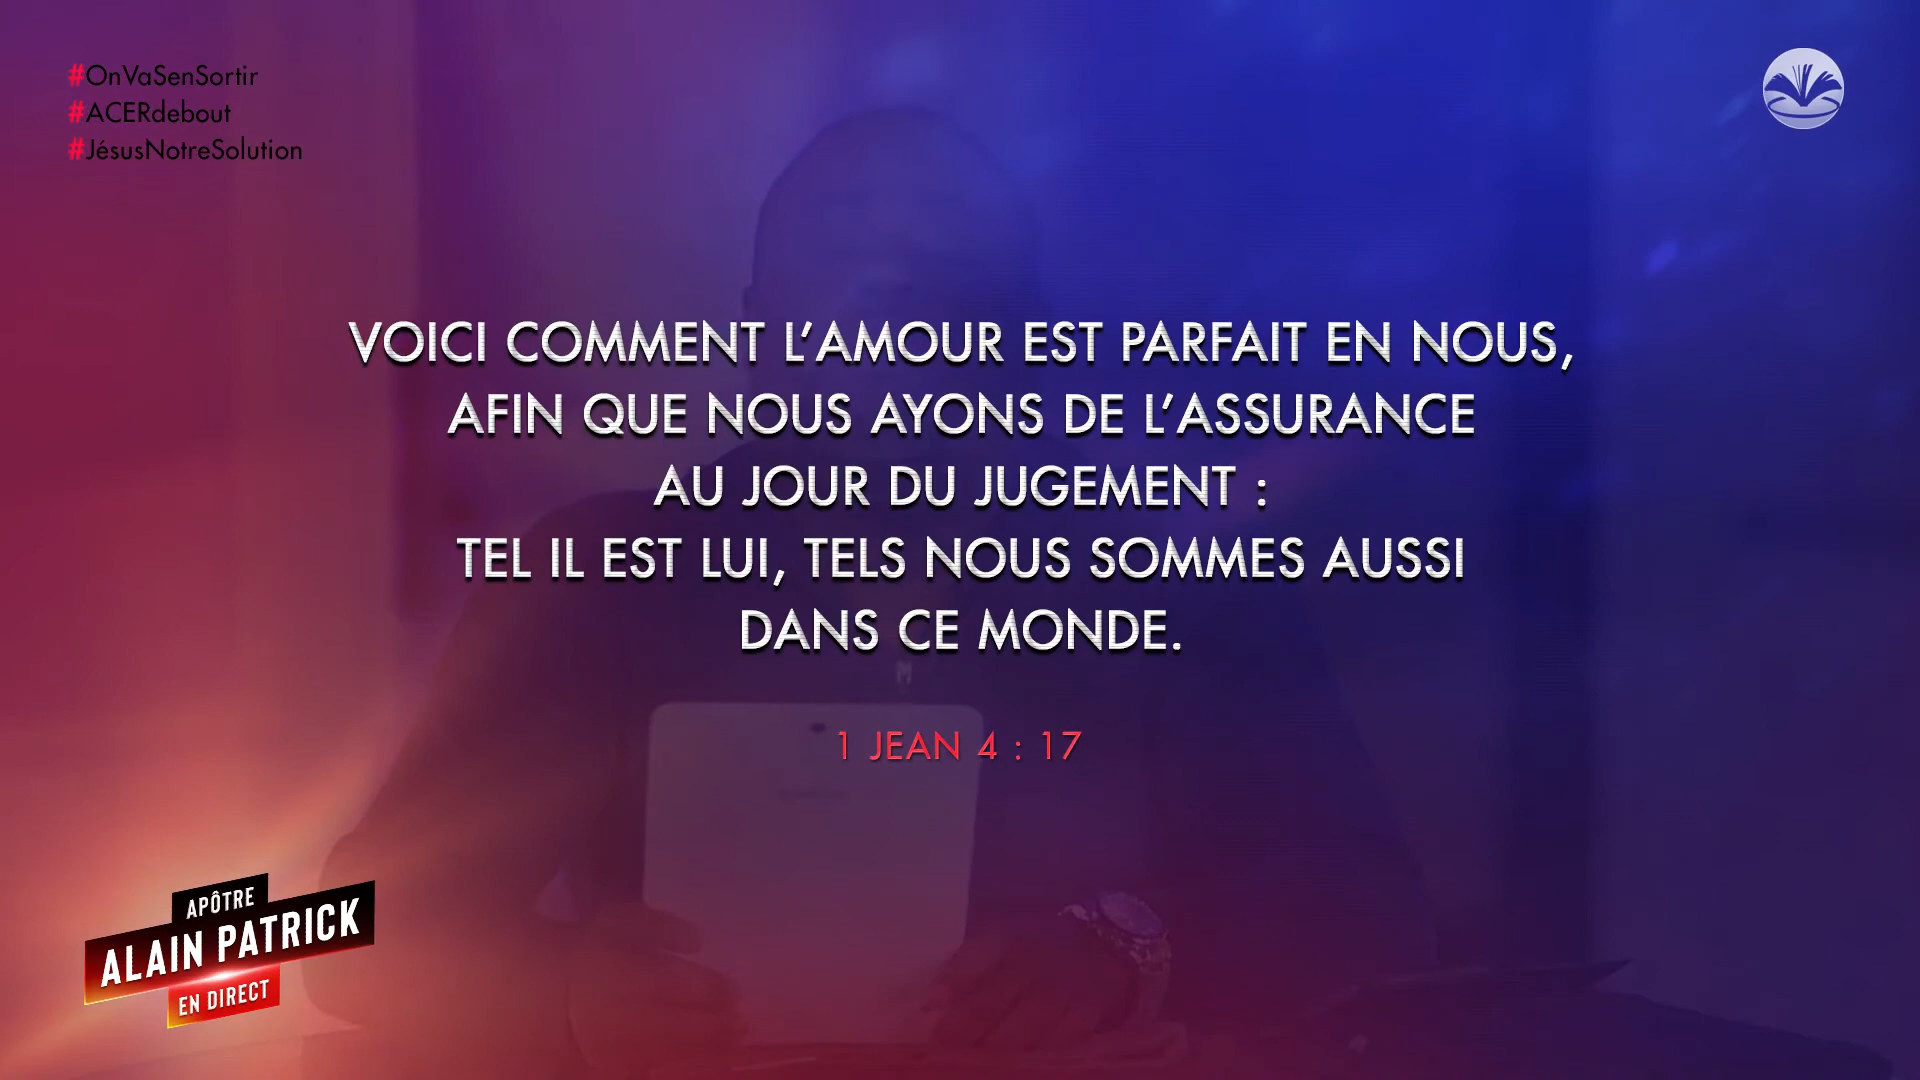 #OnVaSenSortir
#ACERdebout
#JésusNotreSolution
VOICI COMMENT L’AMOUR EST PARFAIT EN NOUS,
AFIN QUE NOUS AYONS DE L’ASSURANCE
AU JOUR DU JUGEMENT :
TEL IL EST LUI, TELS NOUS SOMMES AUSSI
DANS CE MONDE.
1 JEAN 4 : 17
APÔTRE
ALAIN PATRICK
EN DIRECT